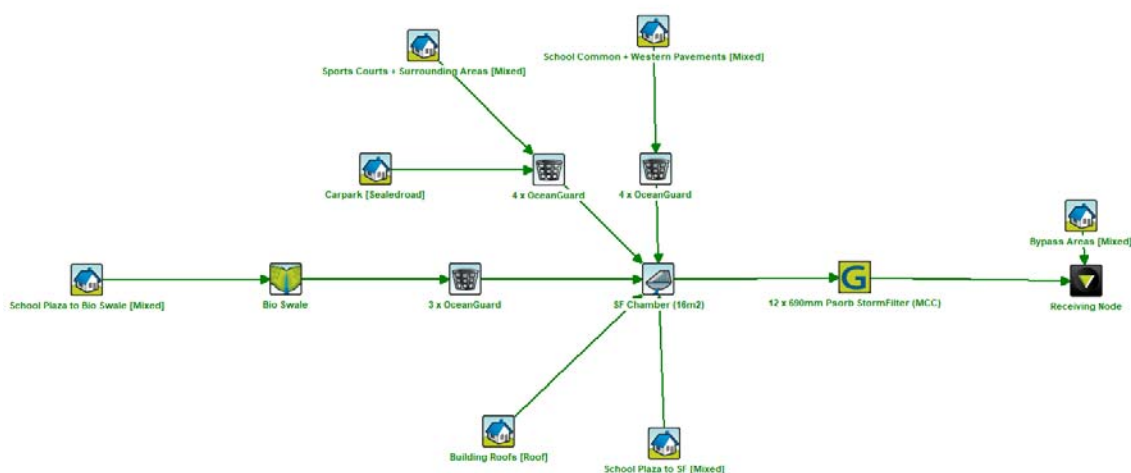 School Common + Western Pavements [Mixed]
Sports Courts + Surrounding Areas [Mixed]
Carpark [Sealedroad]
4 x OceanGuard
4 x OceanGuard
Bypass Areas [Mixed]
School Plaza to Bio Swale [Mixed]
Bio Swale
3 x OceanGuard
SF Chamber (16m2)
G
12 x 690mm Psorb StormFilter (MCC)
Receiving Node
Building Roofs [Roof]
School Plaza to SF [Mixed]